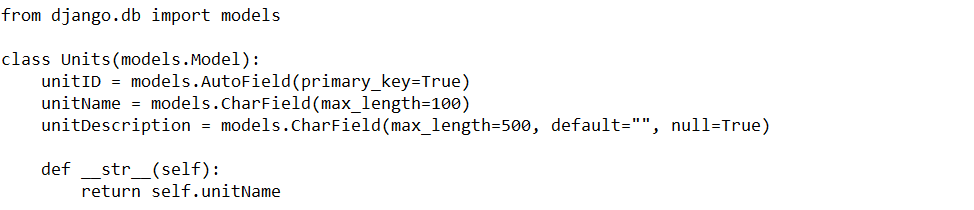 from django.db import models

class Units(models.Model):
    unitID = models.AutoField(primary_key=True)
    unitName = models.CharField(max_length=100)
    unitDescription = models.CharField(max_length=500, default="", null=True)

    def __str__(self):
        return self.unitName